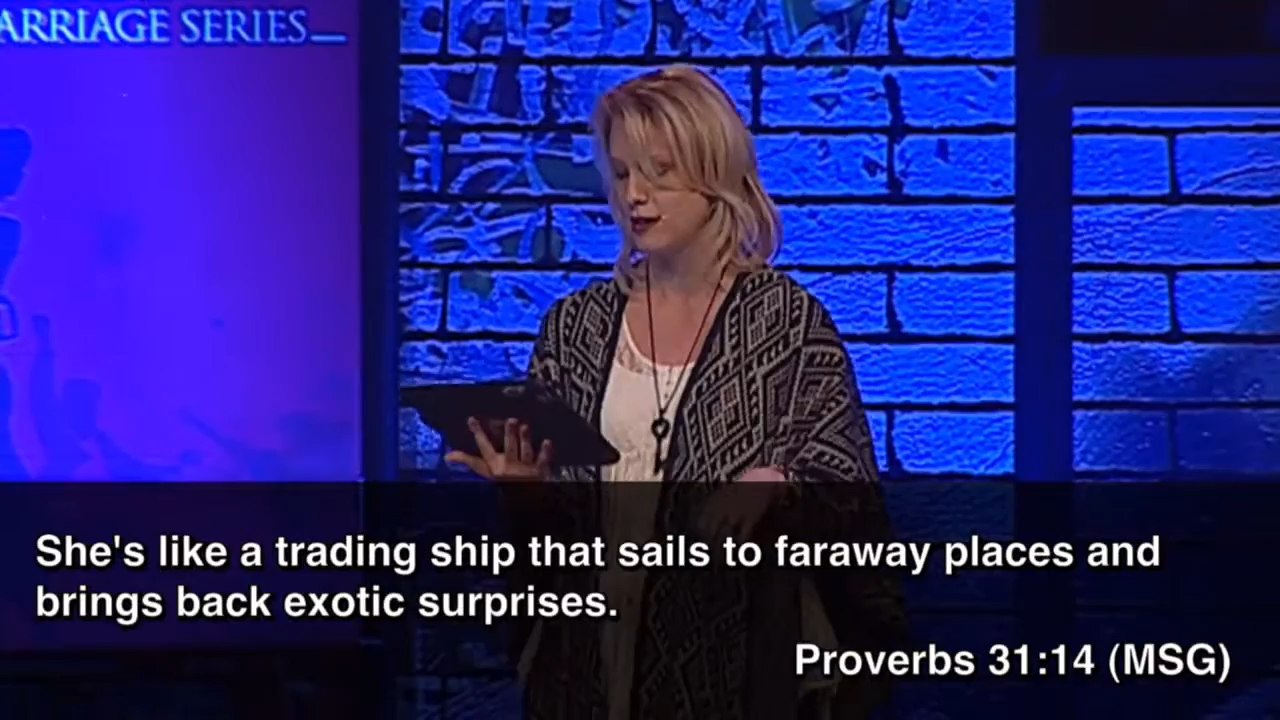 ARRIAGE SERIES_
She's like a trading ship that sails to faraway places and
brings back exotic surprises.
Proverbs 31:14 (MSG)